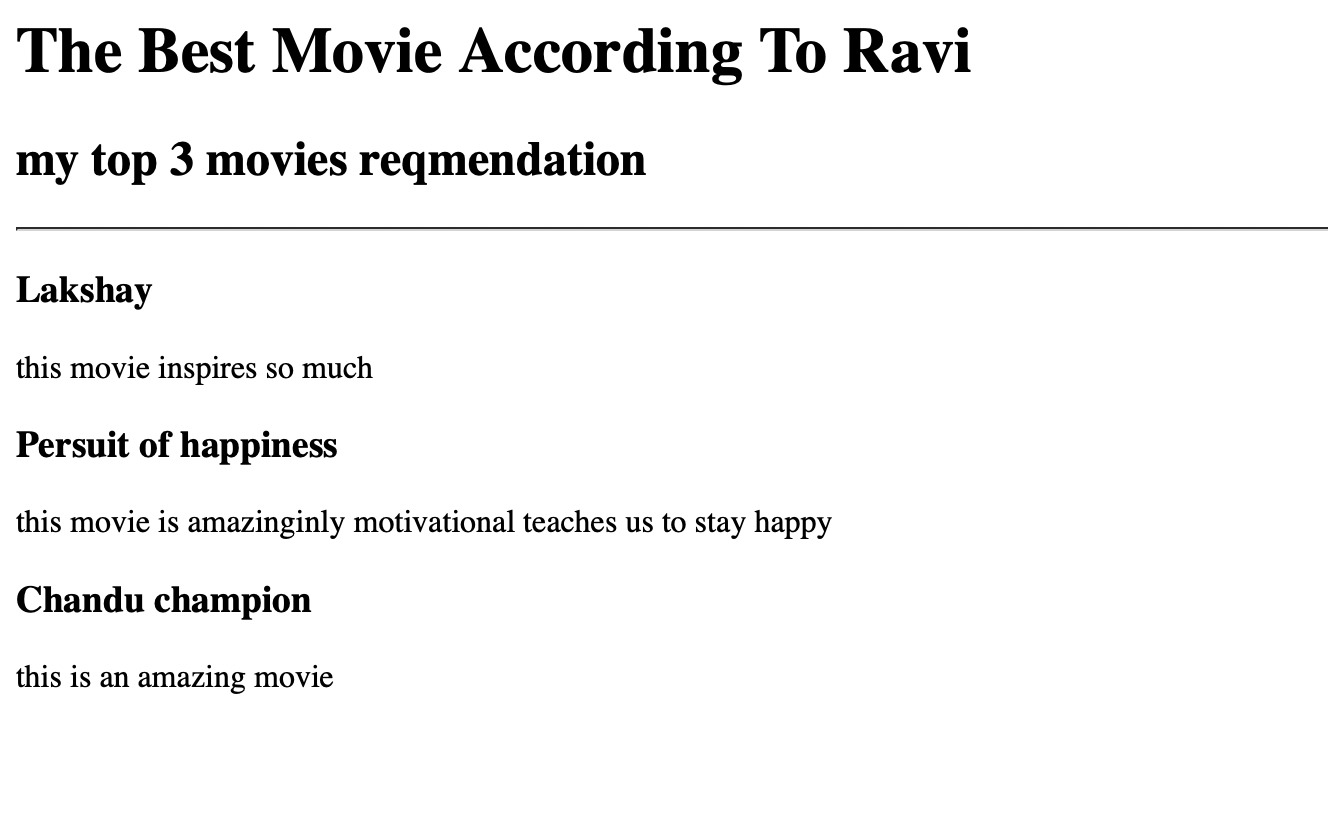 The Best Movie According To Ravi
my top 3 movies reqmendation
Lakshay
this movie inspires so much
Persuit of happiness
this movie is amazinginly motivational teaches us to stay happy
Chandu champion
this is an amazing movie